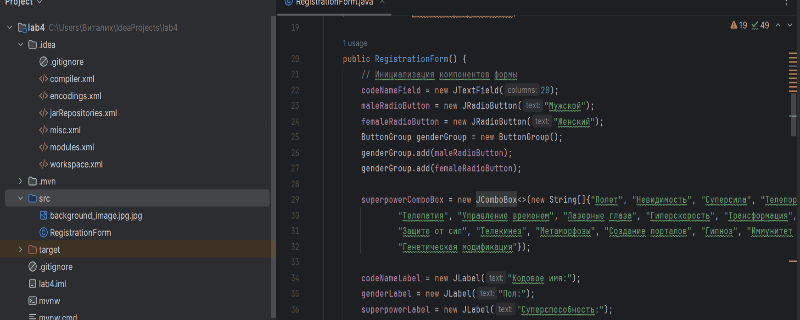 Project
lab4 C:\Users\Виталик\IdeaProjects\lab4
.idea
.gitignore
compiler.xml
encodings.xml
jarRepositories.xml
misc.xml
modules.xml
workspace.xml
.mvn
src
background_image.jpg.jpg
RegistrationForm
target
.gitignore
lab4.iml
mvnw
mvnw.cmd
RegistrationForm.java
19 49
19
1 usage
20 public RegistrationForm() {
21 // Инициализация компонентов формы
22 codeNameField = new JTextField( columns: 20);
23 maleRadioButton = new JRadioButton( text: "Мужской");
24 femaleRadioButton = new JRadioButton( text: "Женский");
25 ButtonGroup genderGroup = new ButtonGroup();
26 genderGroup.add(maleRadioButton);
27 genderGroup.add(femaleRadioButton);
28
29 superpowerComboBox = new JComboBox<>(new String[]{"Полет", "Невидимость", "Суперсила", "Телепор
30 "Телепатия", "Управление временем", "Лазерные глаза", "Гиперскорость", "Трансформация",
31 "Защита от сил", "Телекинез", "Метаморфозы", "Создание порталов", "Гипноз", "Иммунитет
32 "Генетическая модификация"});
33
34 codeNameLabel = new JLabel( text: "Кодовое имя:");
35 genderLabel = new JLabel( text: "Пол:");
36 superpowerLabel = new JLabel( text: "Суперспособность:");